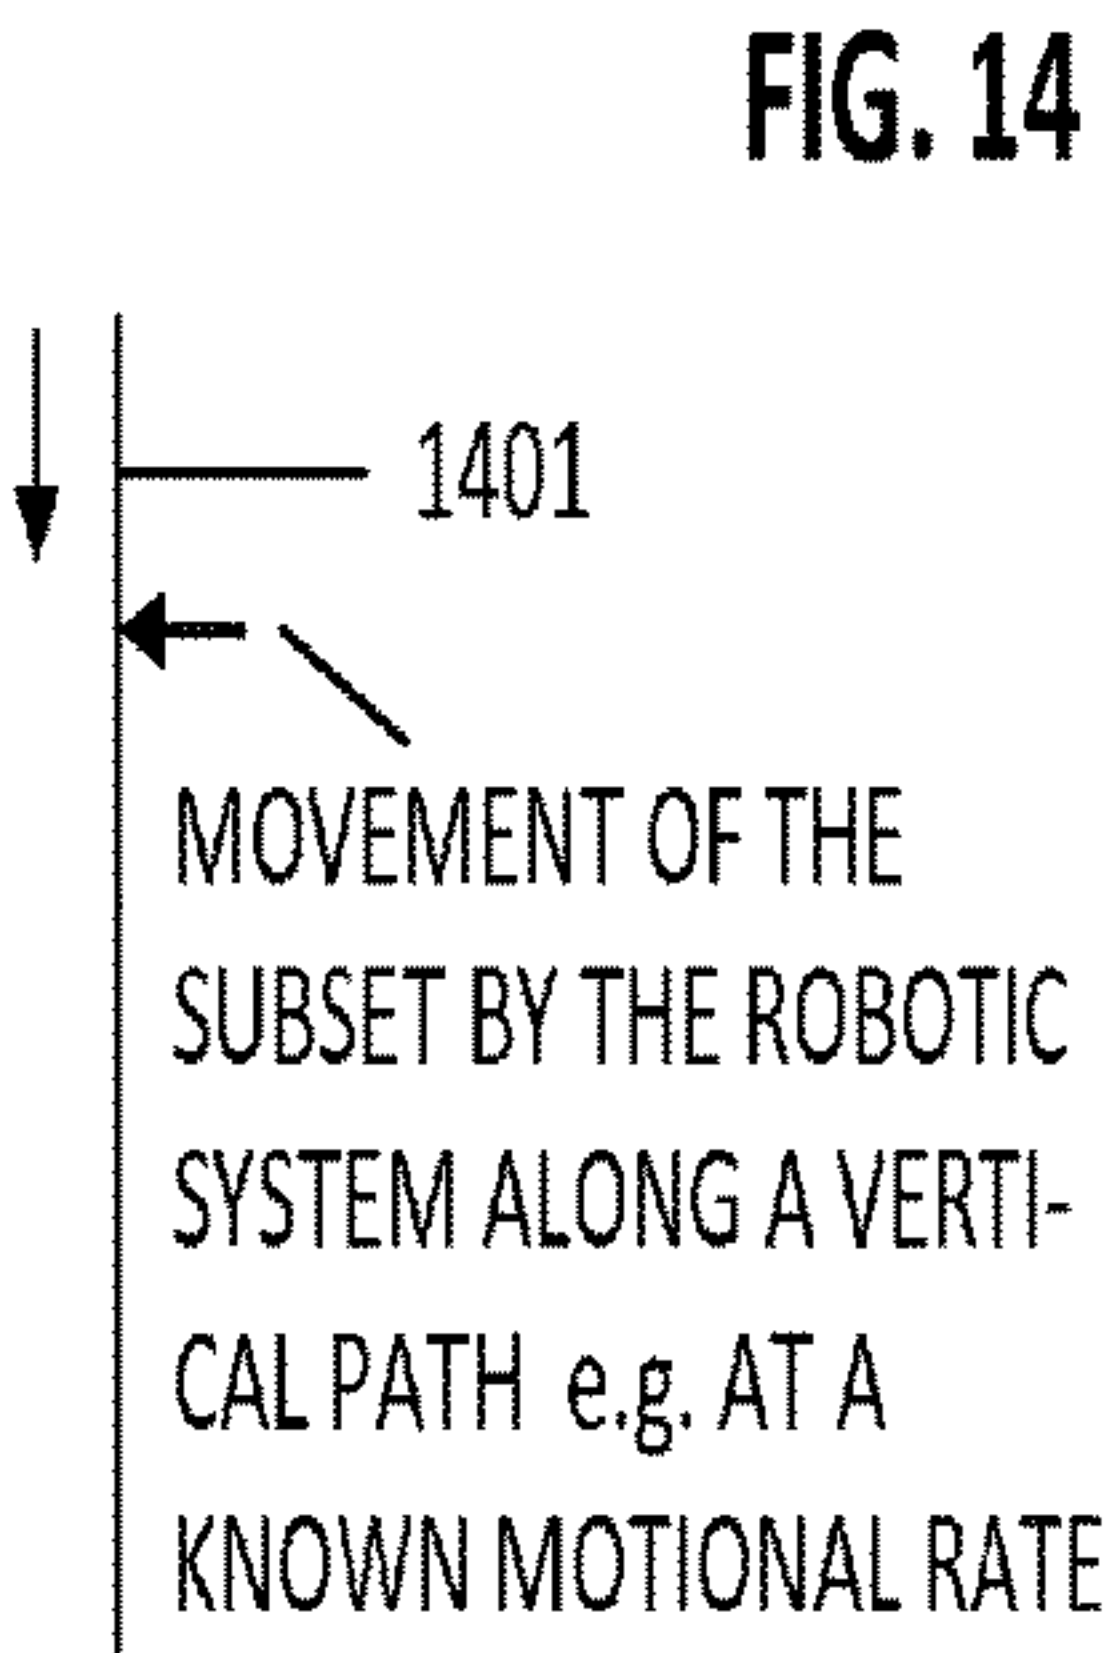 FIG. 14
1401
MOVEMENT OF THE
SUBSET BY THE ROBOTIC
SYSTEM ALONG A VERTI-
CAL PATH e.g. AT A
KNOWN MOTIONAL RATE